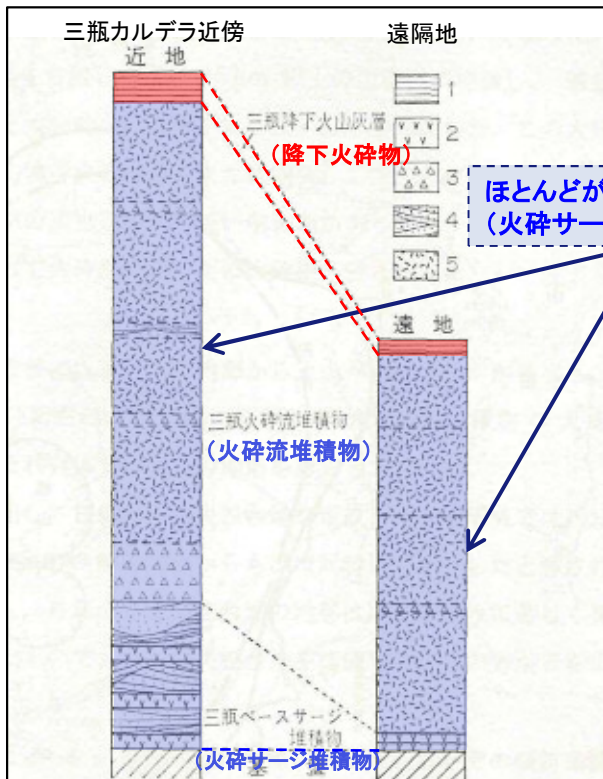 三瓶カルデラ近傍
遠隔地
近地
1
三瓶降下火山灰層
2
(降下火砕物)
3
ほとんどが
(火砕サー
4
5
遠地
三瓶火砕流堆積物
(火砕流堆積物)
三瓶ベースサージ
堆積物
(火砕サージ堆積物)
基盤